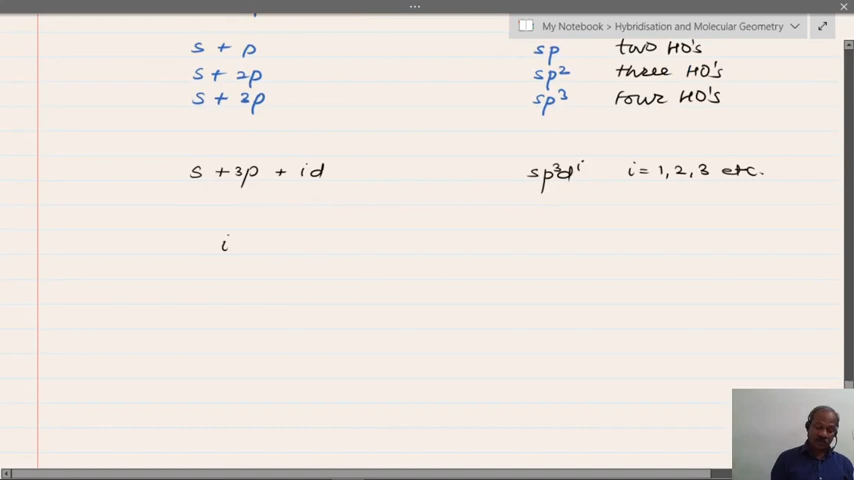 My Notebook > Hybridisation and Molecular Geometry
s + p sp two HO's
s + 2p sp² three HO's
s + 3p sp³ four HO's
s + 3p + id sp³dⁱ i = 1, 2, 3 etc.
i